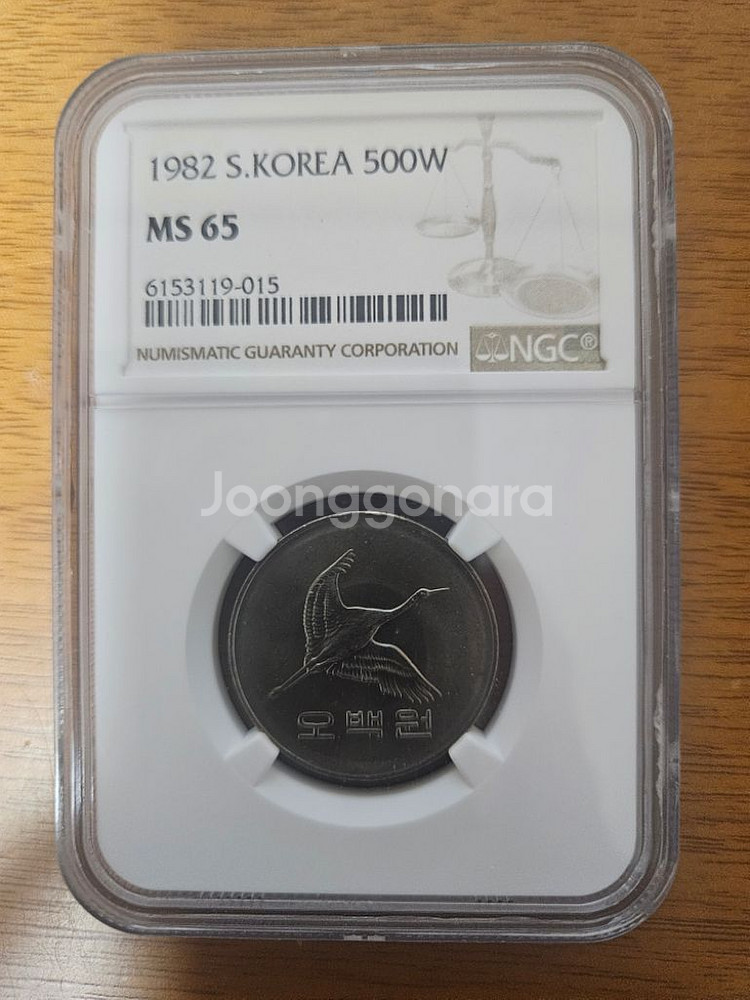 1982 S.KOREA 500W
MS 65
6153119-015
NUMISMATIC GUARANTY CORPORATION
NGC®
Joonggonara
오백원